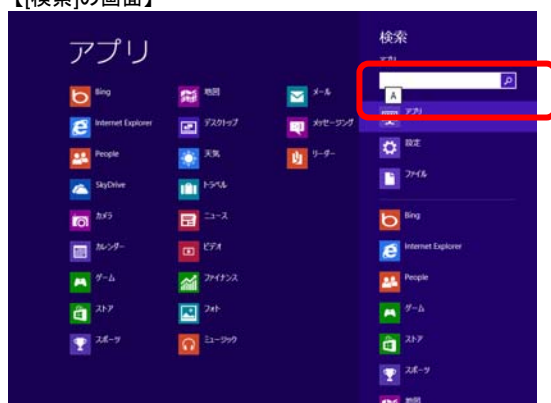 【[検索]の画面】
アプリ
Bing
Internet Explorer
People
SkyDrive
カメラ
カレンダー
ゲーム
ストア
スポーツ
地図
デスクトップ
天気
トラベル
ニュース
ビデオ
ファイナンス
フォト
ミュージック
メール
メッセージング
リーダー
検索
アプリ
A
アプリ
設定
ファイル
Bing
Internet Explorer
People
ゲーム
ストア
スポーツ
地図